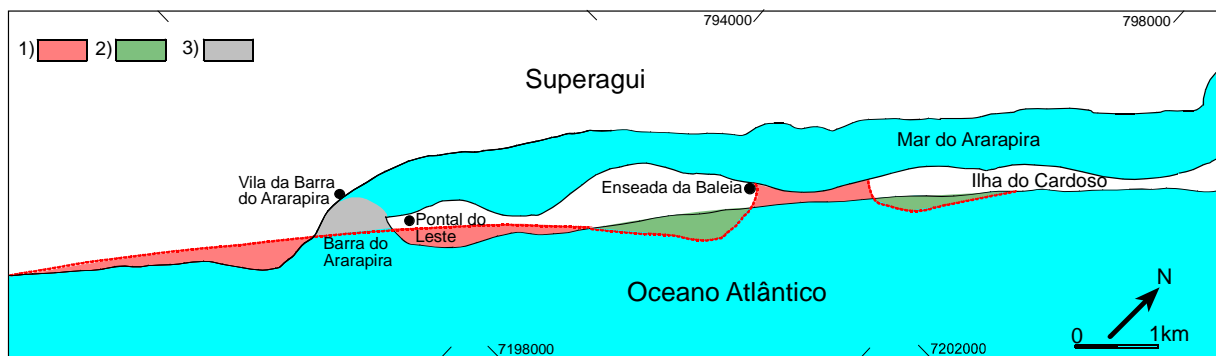 794000
798000
1) 2) 3)
Superagui
Mar do Ararapira
Vila da Barra
do Ararapira
Enseada da Baleia
Ilha do Cardoso
Pontal do
Leste
Barra do
Ararapira
Oceano Atlântico
N
0 1km
7198000
7202000